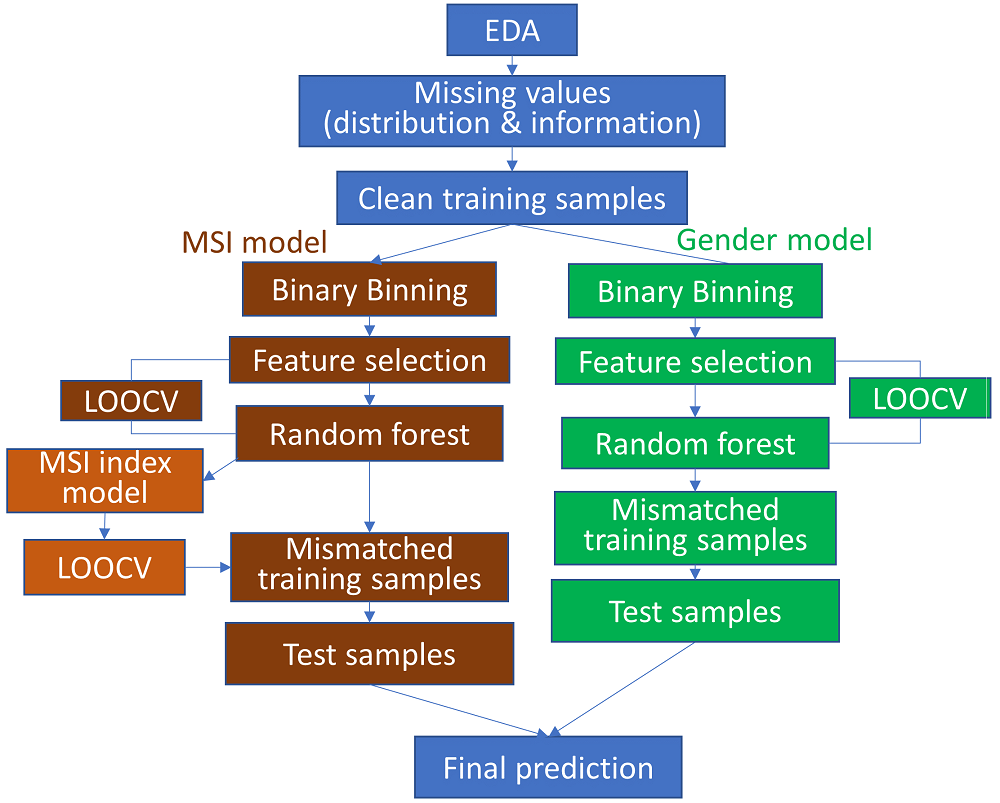 EDA
Missing values
(distribution & information)
Clean training samples
MSI model
Gender model
Binary Binning
Binary Binning
Feature selection
Feature selection
LOOCV
LOOCV
Random forest
Random forest
MSI index
model
LOOCV
Mismatched
training samples
Mismatched
training samples
Test samples
Test samples
Final prediction